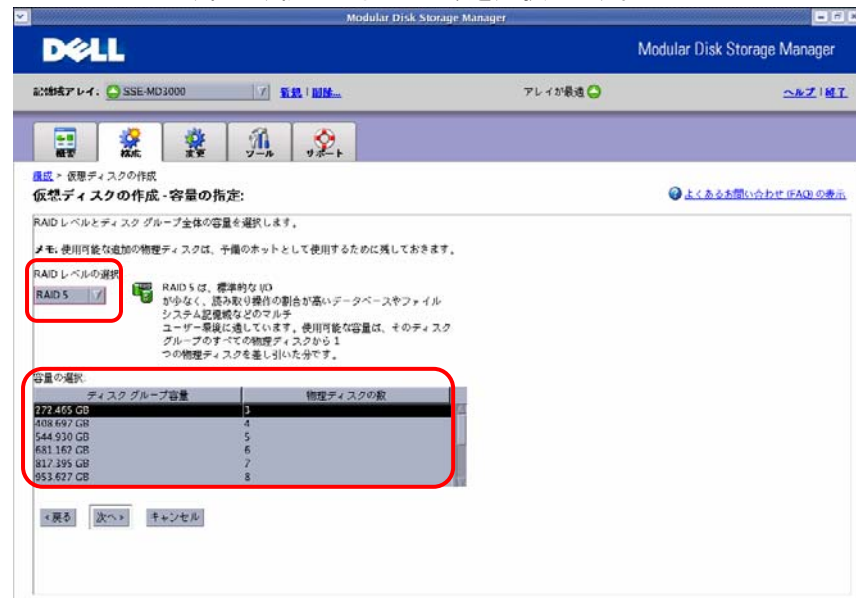 Modular Disk Storage Manager
DELL
Modular Disk Storage Manager
記憶域アレイ: SSE-MD3000 新規 | 削除... アレイが最適 ヘルプ | 終了
概要 構成 変更 ツール サポート
構成 > 仮想ディスクの作成
仮想ディスクの作成 - 容量の指定:
よくあるお問い合わせ (FAQ) の表示
RAID レベルとディスク グループ全体の容量を選択します。
メモ: 使用可能な追加の物理ディスクは、予備のホットとして使用するために残しておきます。
RAID レベルの選択:
RAID 5
RAID 5 は、標準的な I/O
が少なく、読み取り操作の割合が高いデータベースやファイル
システム記憶域などのマルチ
ユーザー環境に適しています。使用可能な容量は、そのディスク
グループのすべての物理ディスクから 1
つの物理ディスクを差し引いた分です。
容量の選択:
ディスク グループ容量 物理ディスクの数
272.465 GB 3
408.697 GB 4
544.930 GB 5
681.162 GB 6
817.395 GB 7
953.627 GB 8
< 戻る 次へ > キャンセル